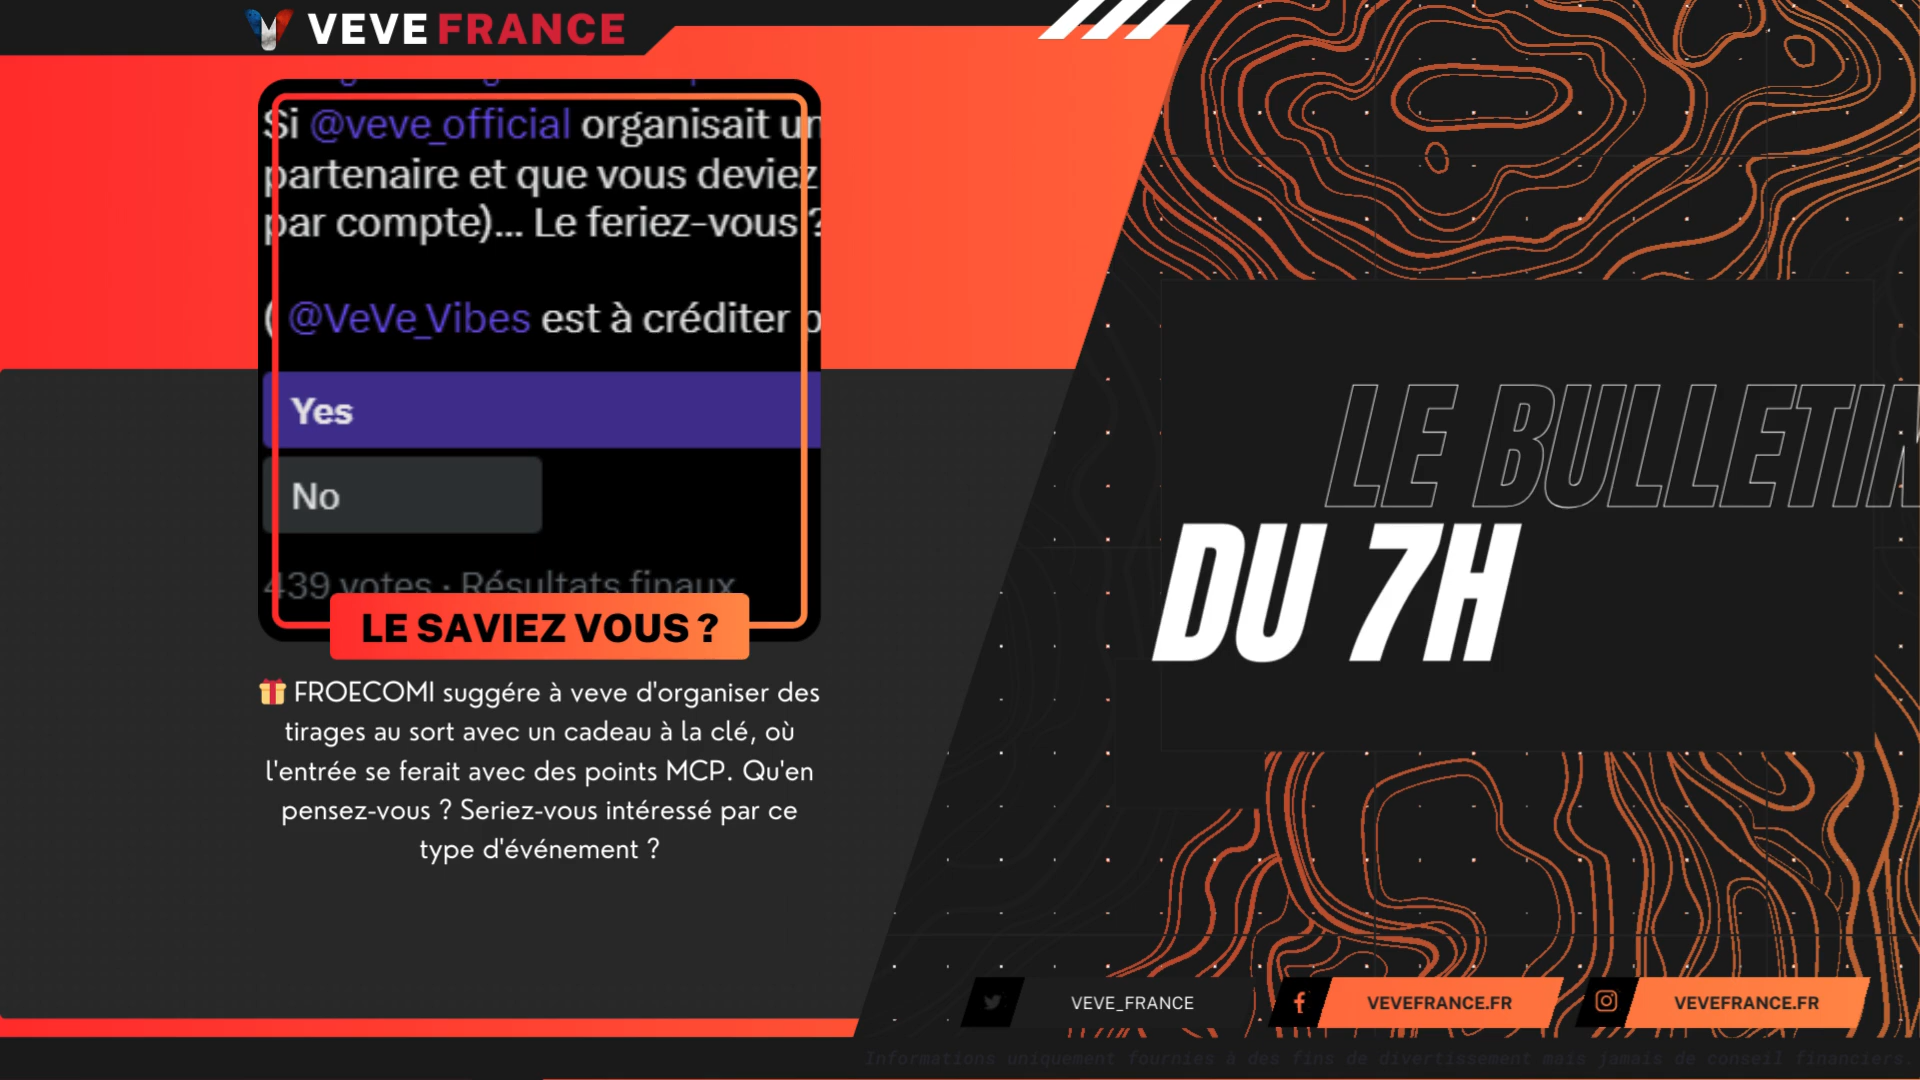 VEVE FRANCE
Si @veve_official organisait un
partenaire et que vous deviez
par compte)... Le feriez-vous ?
( @VeVe_Vibes est à créditer p
Yes
No
439 votes · Résultats finaux
LE SAVIEZ VOUS ?
🎁 FROECOMI suggére à veve d'organiser des
tirages au sort avec un cadeau à la clé, où
l'entrée se ferait avec des points MCP. Qu'en
pensez-vous ? Seriez-vous intéressé par ce
type d'événement ?
LE BULLETIN
DU 7H
VEVE_FRANCE
VEVEFRANCE.FR
VEVEFRANCE.FR
Informations uniquement fournies à des fins de divertissement mais jamais de conseil financiers.